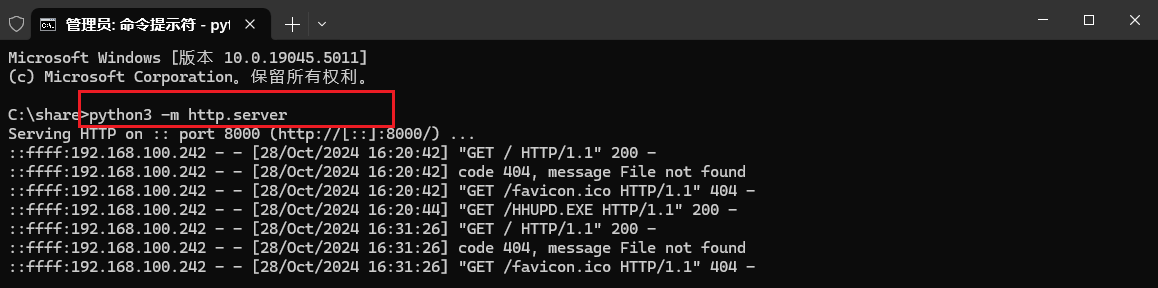 管理员: 命令提示符 - pyt
Microsoft Windows [版本 10.0.19045.5011]
(c) Microsoft Corporation。保留所有权利。
C:\share>python3 -m http.server
Serving HTTP on :: port 8000 (http://[::]:8000/) ...
::ffff:192.168.100.242 - - [28/Oct/2024 16:20:42] "GET / HTTP/1.1" 200 -
::ffff:192.168.100.242 - - [28/Oct/2024 16:20:42] code 404, message File not found
::ffff:192.168.100.242 - - [28/Oct/2024 16:20:42] "GET /favicon.ico HTTP/1.1" 404 -
::ffff:192.168.100.242 - - [28/Oct/2024 16:20:44] "GET /HHUPD.EXE HTTP/1.1" 200 -
::ffff:192.168.100.242 - - [28/Oct/2024 16:31:26] "GET / HTTP/1.1" 200 -
::ffff:192.168.100.242 - - [28/Oct/2024 16:31:26] code 404, message File not found
::ffff:192.168.100.242 - - [28/Oct/2024 16:31:26] "GET /favicon.ico HTTP/1.1" 404 -